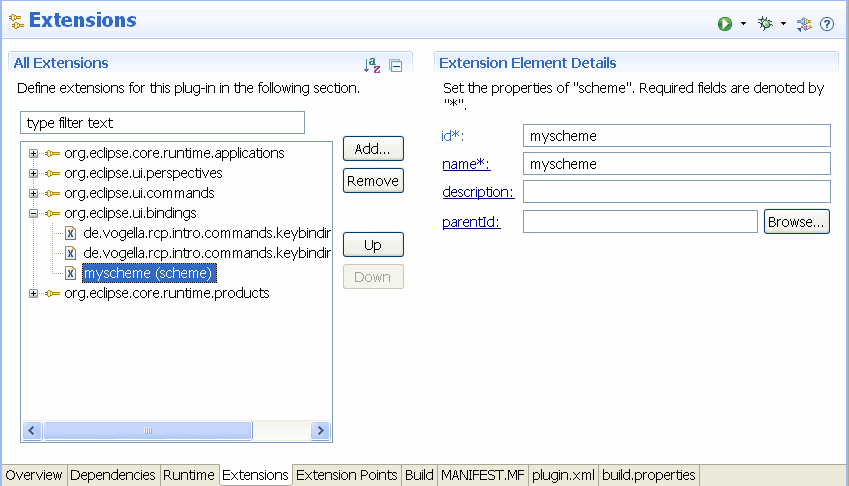 Extensions
All Extensions
Define extensions for this plug-in in the following section.
type filter text
org.eclipse.core.runtime.applications
org.eclipse.ui.perspectives
org.eclipse.ui.commands
org.eclipse.ui.bindings
de.vogella.rcp.intro.commands.keybindin
de.vogella.rcp.intro.commands.keybindin
myscheme (scheme)
org.eclipse.core.runtime.products
Add...
Remove
Up
Down
Extension Element Details
Set the properties of "scheme". Required fields are denoted by
"*".
id*: myscheme
name*: myscheme
description:
parentId: Browse...
Overview Dependencies Runtime Extensions Extension Points Build MANIFEST.MF plugin.xml build.properties